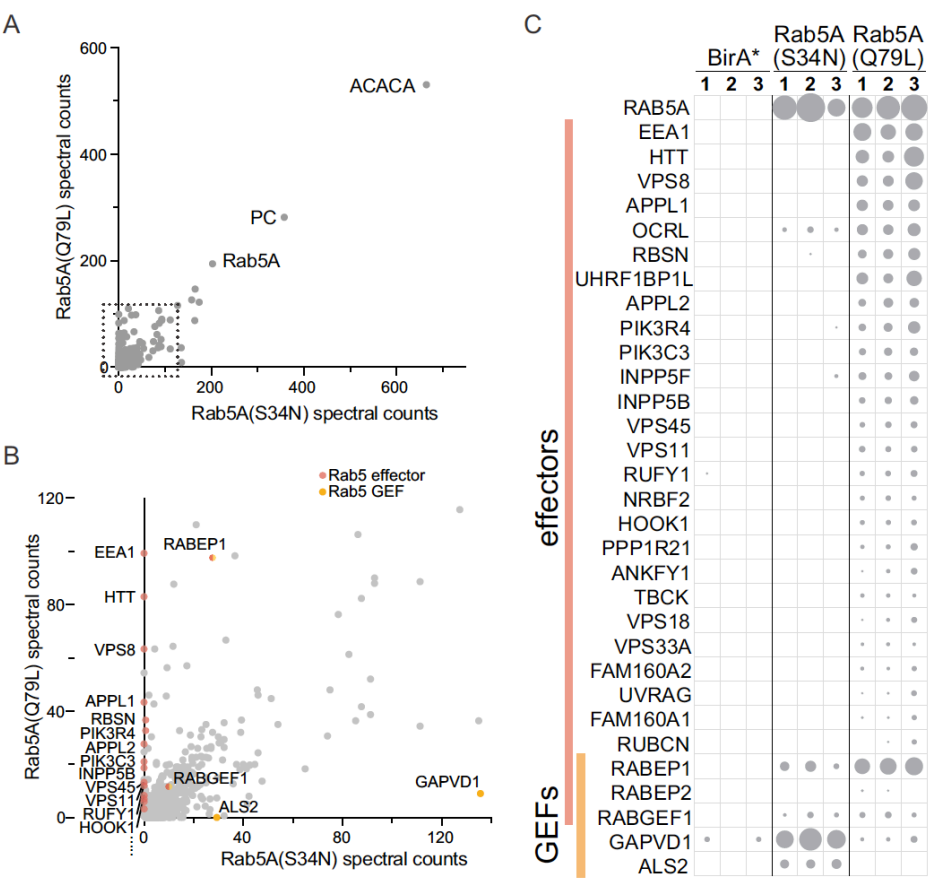 A
600
400
200
0
0
200
400
600
Rab5A(Q79L) spectral counts
Rab5A(S34N) spectral counts
ACACA
PC
Rab5A
B
Rab5 effector
Rab5 GEF
120
80
40
0
0
40
80
120
Rab5A(Q79L) spectral counts
Rab5A(S34N) spectral counts
EEA1
HTT
VPS8
APPL1
RBSN
PIK3R4
APPL2
PIK3C3
INPP5B
VPS45
VPS11
RUFY1
HOOK1
RABEP1
RABGEF1
ALS2
GAPVD1
C
BirA*
Rab5A
(S34N)
Rab5A
(Q79L)
1 2 3 1 2 3 1 2 3
RAB5A
EEA1
HTT
VPS8
APPL1
OCRL
RBSN
UHRF1BP1L
APPL2
PIK3R4
PIK3C3
INPP5F
INPP5B
VPS45
VPS11
RUFY1
NRBF2
HOOK1
PPP1R21
ANKFY1
TBCK
VPS18
VPS33A
FAM160A2
UVRAG
FAM160A1
RUBCN
RABEP1
RABEP2
RABGEF1
GAPVD1
ALS2
effectors
GEFs